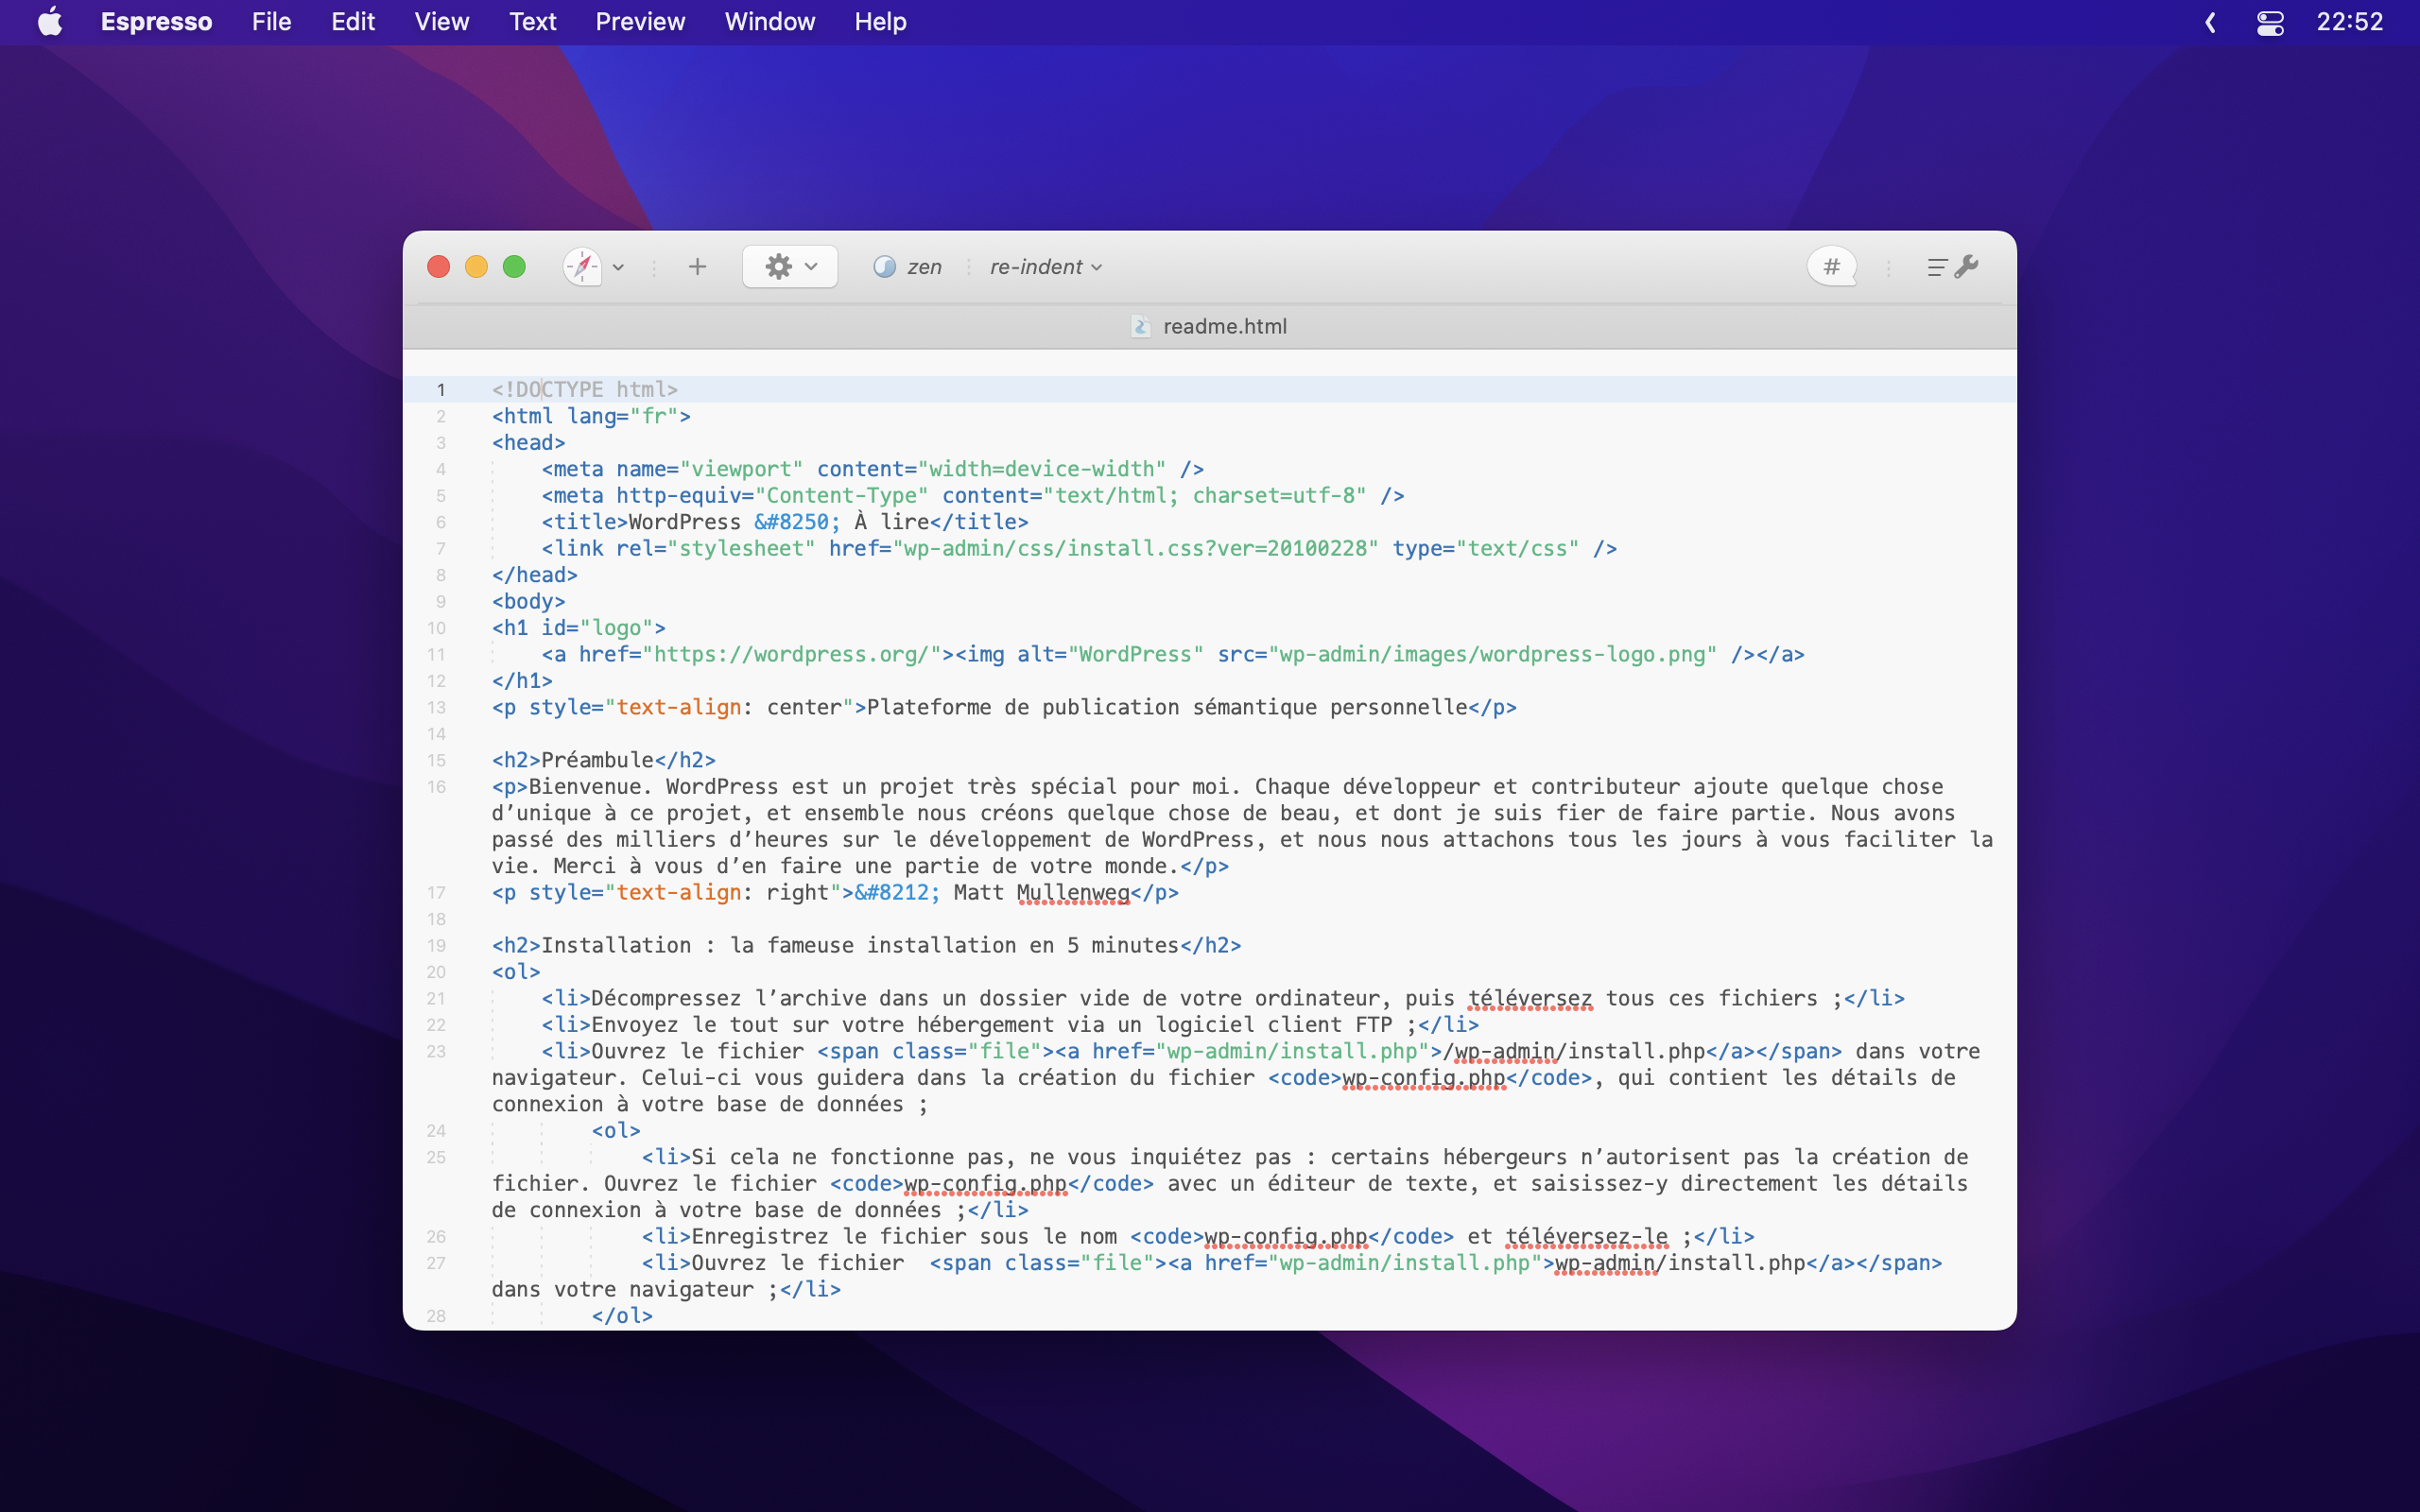 Espresso File Edit View Text Preview Window Help 22:52
zen re-indent #
readme.html
1 <!DOCTYPE html>
2 <html lang="fr">
3 <head>
4 <meta name="viewport" content="width=device-width" />
5 <meta http-equiv="Content-Type" content="text/html; charset=utf-8" />
6 <title>WordPress &#8250; À lire</title>
7 <link rel="stylesheet" href="wp-admin/css/install.css?ver=20100228" type="text/css" />
8 </head>
9 <body>
10 <h1 id="logo">
11 <a href="https://wordpress.org/"><img alt="WordPress" src="wp-admin/images/wordpress-logo.png" /></a>
12 </h1>
13 <p style="text-align: center">Plateforme de publication sémantique personnelle</p>
14
15 <h2>Préambule</h2>
16 <p>Bienvenue. WordPress est un projet très spécial pour moi. Chaque développeur et contributeur ajoute quelque chose
d’unique à ce projet, et ensemble nous créons quelque chose de beau, et dont je suis fier de faire partie. Nous avons
passé des milliers d’heures sur le développement de WordPress, et nous nous attachons tous les jours à vous faciliter la
vie. Merci à vous d’en faire une partie de votre monde.</p>
17 <p style="text-align: right">&#8212; Matt Mullenweg</p>
18
19 <h2>Installation : la fameuse installation en 5 minutes</h2>
20 <ol>
21 <li>Décompressez l’archive dans un dossier vide de votre ordinateur, puis téléversez tous ces fichiers ;</li>
22 <li>Envoyez le tout sur votre hébergement via un logiciel client FTP ;</li>
23 <li>Ouvrez le fichier <span class="file"><a href="wp-admin/install.php">/wp-admin/install.php</a></span> dans votre
navigateur. Celui-ci vous guidera dans la création du fichier <code>wp-config.php</code>, qui contient les détails de
connexion à votre base de données ;
24 <ol>
25 <li>Si cela ne fonctionne pas, ne vous inquiétez pas : certains hébergeurs n’autorisent pas la création de
fichier. Ouvrez le fichier <code>wp-config.php</code> avec un éditeur de texte, et saisissez-y directement les détails
de connexion à votre base de données ;</li>
26 <li>Enregistrez le fichier sous le nom <code>wp-config.php</code> et téléversez-le ;</li>
27 <li>Ouvrez le fichier  <span class="file"><a href="wp-admin/install.php">wp-admin/install.php</a></span>
dans votre navigateur ;</li>
28 </ol>